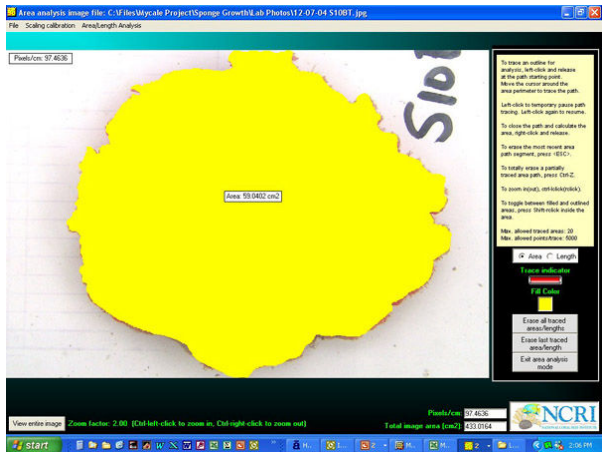 Area analysis image file: C:\Files\Mycale Project\Sponge Growth\Lab Photos\12-07-04 S10BT.jpg
File Scaling calibration Area/Length Analysis
Pixels/cm: 97.4636
S10B
Area: 59.0402 cm2
To trace an outline for
analysis, left-click and release
at the path starting point.
Move the cursor around the
area perimeter to trace the path.
Left-click to temporary pause path
tracing. Left-click again to resume.
To close the path and calculate the
area, right-click and release.
To erase the most recent area
path segment, press <ESC>.
To totally erase a partially
traced area path, press Ctrl-Z.
To zoom in(out), ctrl-lclick(rclick).
To toggle between filled and outlined
areas, press Shift-rclick inside the
area.
Max. allowed traced areas: 20
Max. allowed points/trace: 5000
Area Length
Trace indicator
Fill Color
Erase all traced
areas/lengths
Erase last traced
area/length
Exit area analysis
mode
View entire image
Zoom factor: 2.00 (Ctrl-left-click to zoom in, Ctrl-right-click to zoom out)
Pixels/cm: 97.4636
Total image area (cm2): 433.0164
NCRI
start
2:06 PM